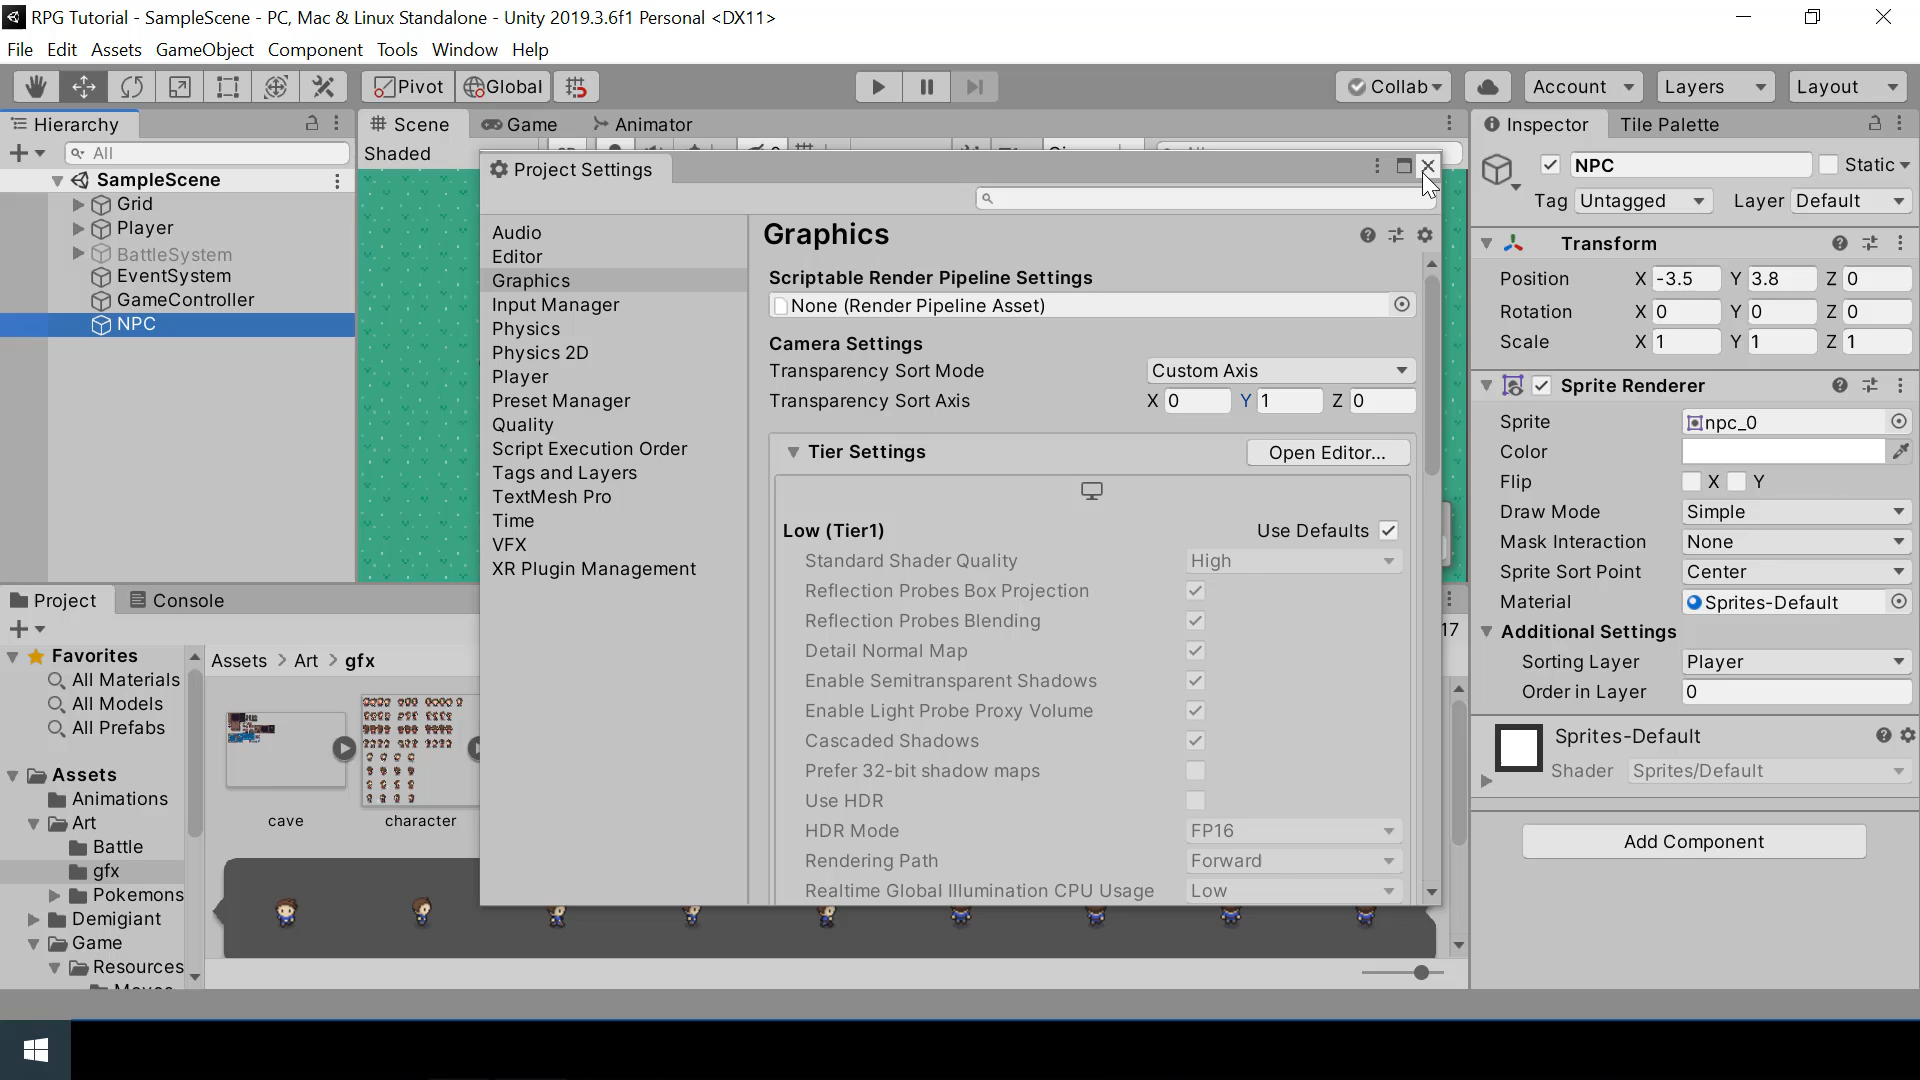 RPG Tutorial - SampleScene - PC, Mac & Linux Standalone - Unity 2019.3.6f1 Personal <DX11>
File Edit Assets GameObject Component Tools Window Help
Pivot Global Collab Account Layers Layout
Hierarchy
All
SampleScene
Grid
Player
BattleSystem
EventSystem
GameController
NPC
Scene Game Animator
Shaded
Project Settings
Audio
Editor
Graphics
Input Manager
Physics
Physics 2D
Player
Preset Manager
Quality
Script Execution Order
Tags and Layers
TextMesh Pro
Time
VFX
XR Plugin Management
Graphics
Scriptable Render Pipeline Settings
None (Render Pipeline Asset)
Camera Settings
Transparency Sort Mode Custom Axis
Transparency Sort Axis X 0 Y 1 Z 0
Tier Settings Open Editor...
Low (Tier1) Use Defaults
Standard Shader Quality High
Reflection Probes Box Projection
Reflection Probes Blending
Detail Normal Map
Enable Semitransparent Shadows
Enable Light Probe Proxy Volume
Cascaded Shadows
Prefer 32-bit shadow maps
Use HDR
HDR Mode FP16
Rendering Path Forward
Realtime Global Illumination CPU Usage Low
Inspector Tile Palette
NPC Static
Tag Untagged Layer Default
Transform
Position X -3.5 Y 3.8 Z 0
Rotation X 0 Y 0 Z 0
Scale X 1 Y 1 Z 1
Sprite Renderer
Sprite npc_0
Color
Flip X Y
Draw Mode Simple
Mask Interaction None
Sprite Sort Point Center
Material Sprites-Default
Additional Settings
Sorting Layer Player
Order in Layer 0
Sprites-Default
Shader Sprites/Default
Add Component
Project Console
17
Favorites
All Materials
All Models
All Prefabs
Assets
Animations
Art
Battle
gfx
Pokemons
Demigiant
Game
Resources
Assets > Art > gfx
cave character